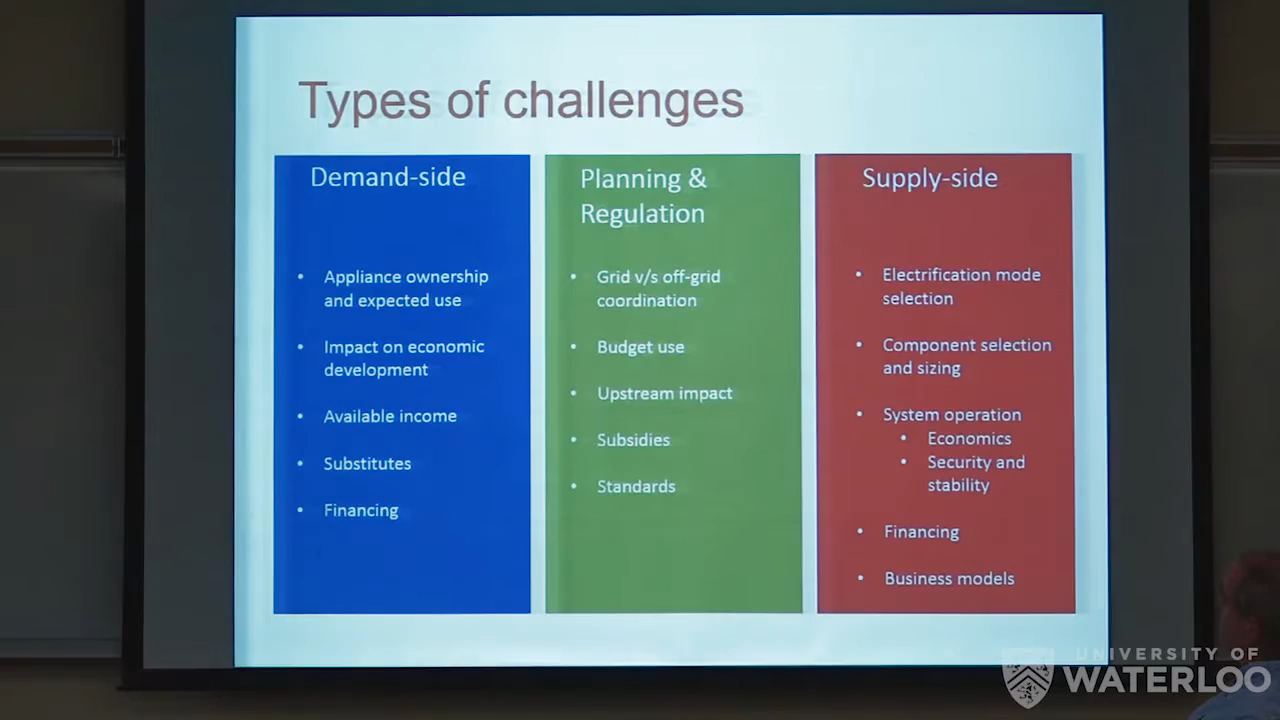 Types of challenges
Demand-side
• Appliance ownership
and expected use
• Impact on economic
development
• Available income
• Substitutes
• Financing
Planning &
Regulation
• Grid v/s off-grid
coordination
• Budget use
• Upstream impact
• Subsidies
• Standards
Supply-side
• Electrification mode
selection
• Component selection
and sizing
• System operation
• Economics
• Security and
stability
• Financing
• Business models
UNIVERSITY OF
WATERLOO